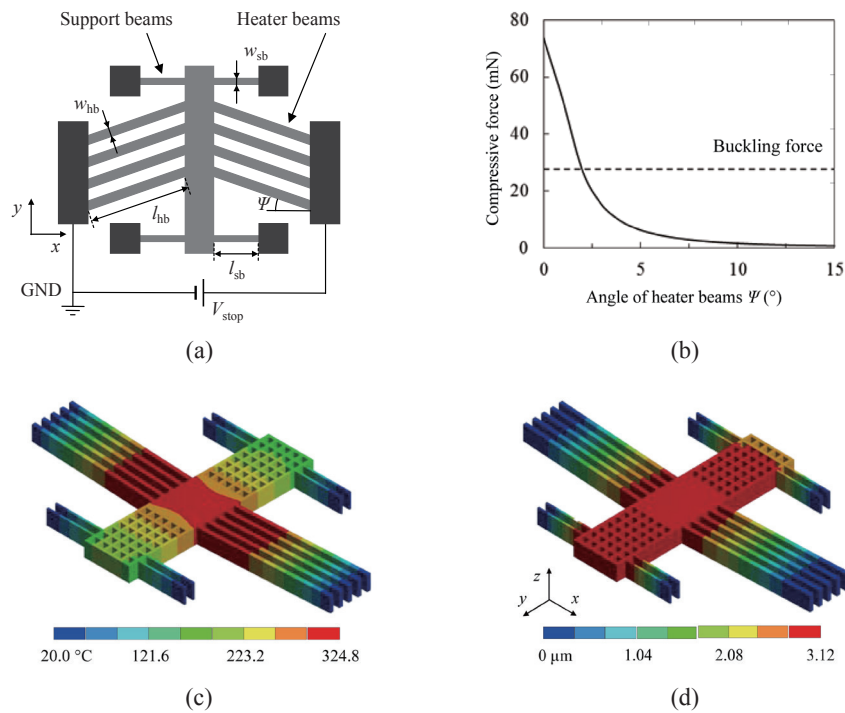 Support beams
Heater beams
w_sb
w_hb
l_hb
Ψ
y
x
l_sb
GND
V_stop
(a)
Compressive force (mN)
80
60
40
20
0
Buckling force
0 5 10 15
Angle of heater beams Ψ (°)
(b)
20.0 °C 121.6 223.2 324.8
(c)
z
y x
0 μm 1.04 2.08 3.12
(d)